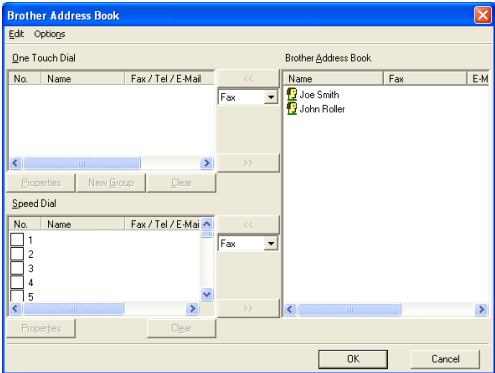 Brother Address Book
Edit Options
One Touch Dial
No. Name Fax / Tel / E-Mail
<<
Fax
>>
Properties New Group Clear
Speed Dial
No. Name Fax / Tel / E-Mai
1
2
3
4
5
<<
Fax
>>
Properties Clear
Brother Address Book
Name Fax E-M
Joe Smith
John Roller
OK Cancel